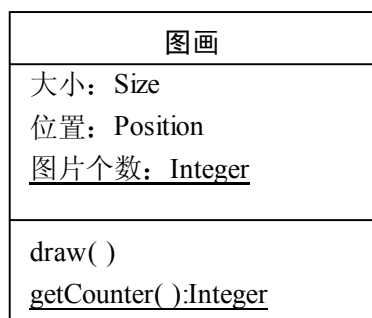 图画
大小：Size
位置：Position
图片个数：Integer
draw( )
getCounter( ):Integer